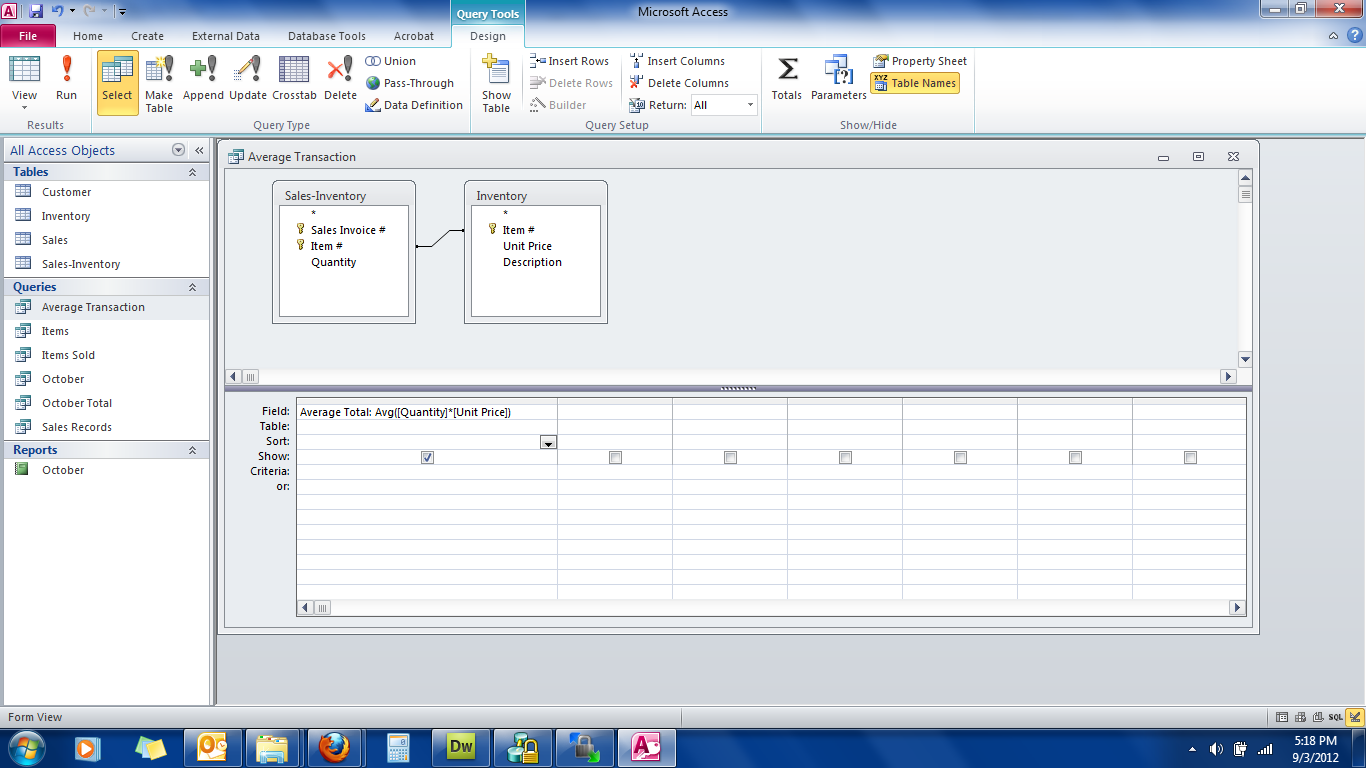 Microsoft Access
Query Tools
File Home Create External Data Database Tools Acrobat Design
View
Run
Results
Select
Make Table
Append
Update
Crosstab
Delete
Union
Pass-Through
Data Definition
Query Type
Show Table
Insert Rows
Delete Rows
Builder
Insert Columns
Delete Columns
Return: All
Query Setup
Totals
Parameters
Property Sheet
XYZ Table Names
Show/Hide
All Access Objects
Tables
Customer
Inventory
Sales
Sales-Inventory
Queries
Average Transaction
Items
Items Sold
October
October Total
Sales Records
Reports
October
Average Transaction
Sales-Inventory
*
Sales Invoice #
Item #
Quantity
Inventory
*
Item #
Unit Price
Description
Field: Average Total: Avg([Quantity]*[Unit Price])
Table:
Sort:
Show:
Criteria:
or:
Form View
SQL
Dw
5:18 PM
9/3/2012